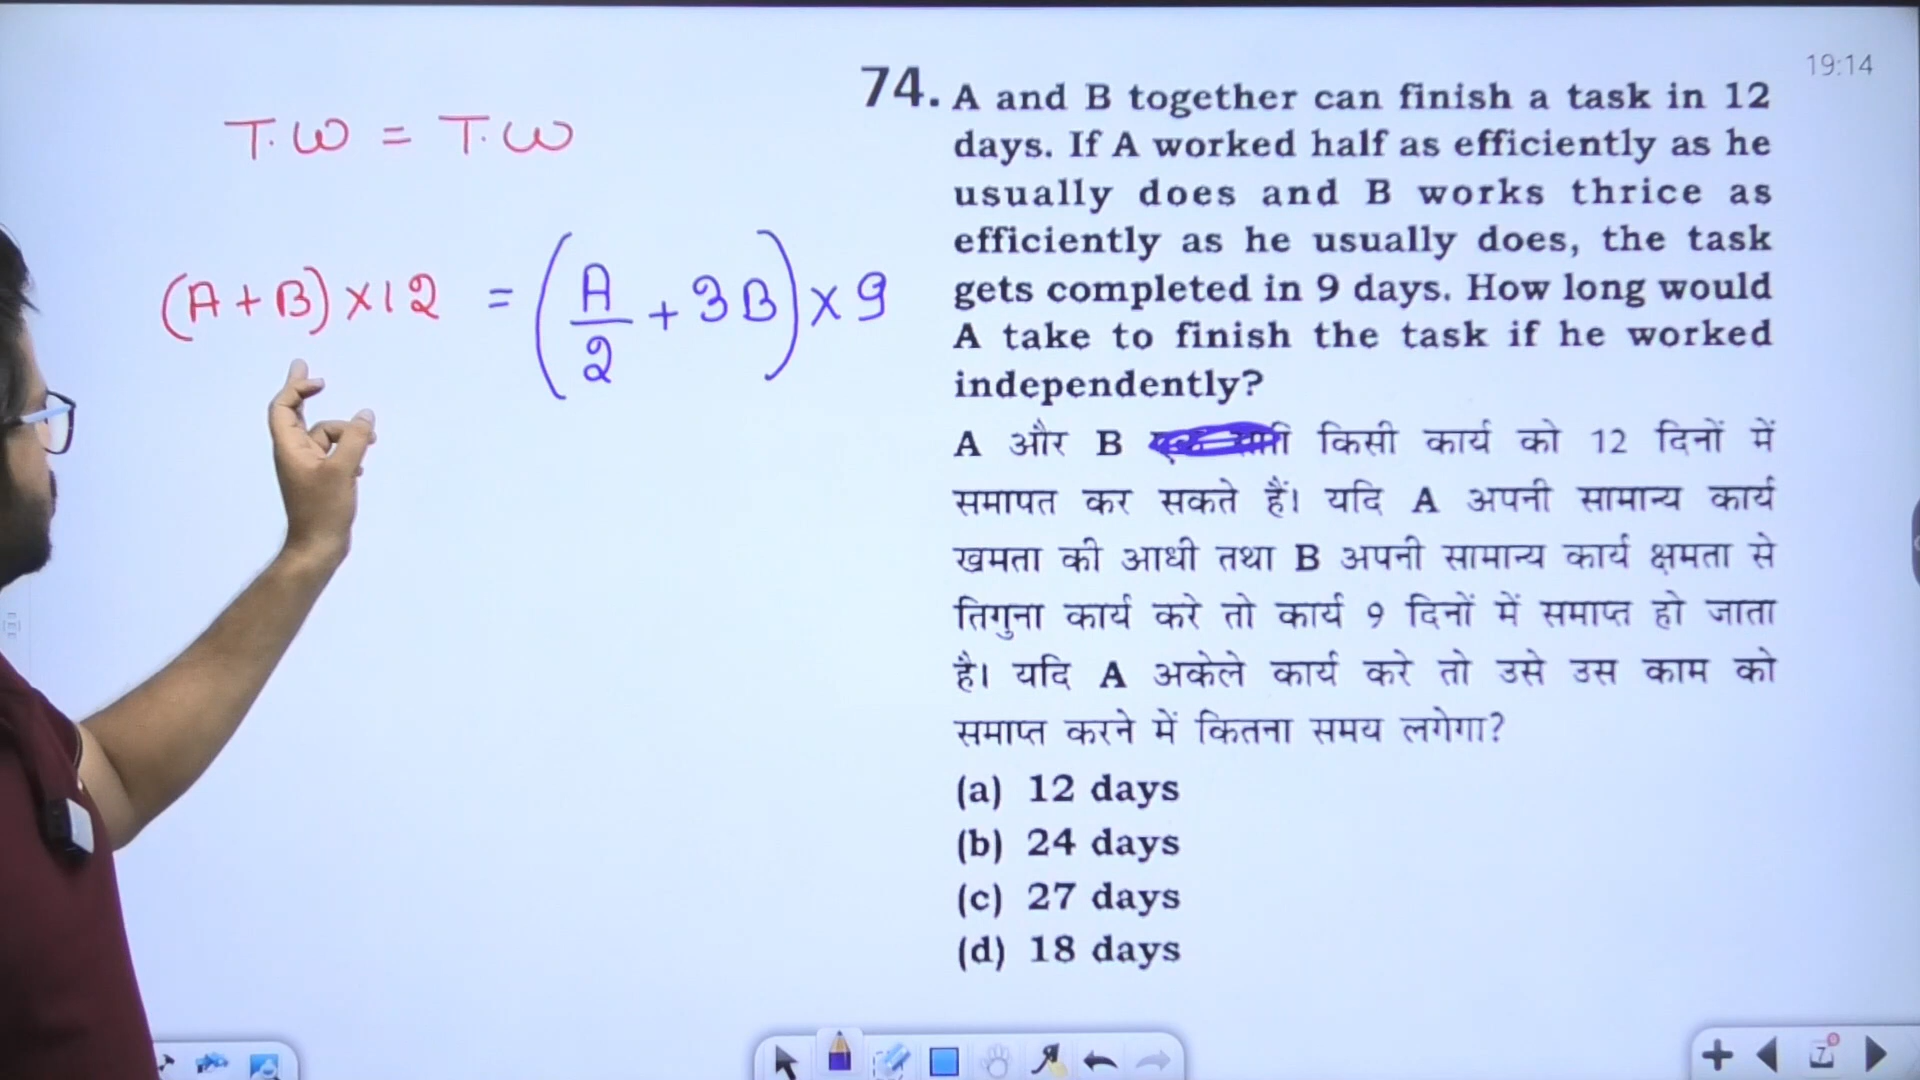 19:14
T.W = T.W
(A+B)×12 = (A/2 + 3B)×9
74. A and B together can finish a task in 12
days. If A worked half as efficiently as he
usually does and B works thrice as
efficiently as he usually does, the task
gets completed in 9 days. How long would
A take to finish the task if he worked
independently?
A और B किसी कार्य को 12 दिनों में
समापत कर सकते हैं। यदि A अपनी सामान्य कार्य
खमता की आधी तथा B अपनी सामान्य कार्य क्षमता से
तिगुना कार्य करे तो कार्य 9 दिनों में समाप्त हो जाता
है। यदि A अकेले कार्य करे तो उसे उस काम को
समाप्त करने में कितना समय लगेगा?
(a) 12 days
(b) 24 days
(c) 27 days
(d) 18 days
7